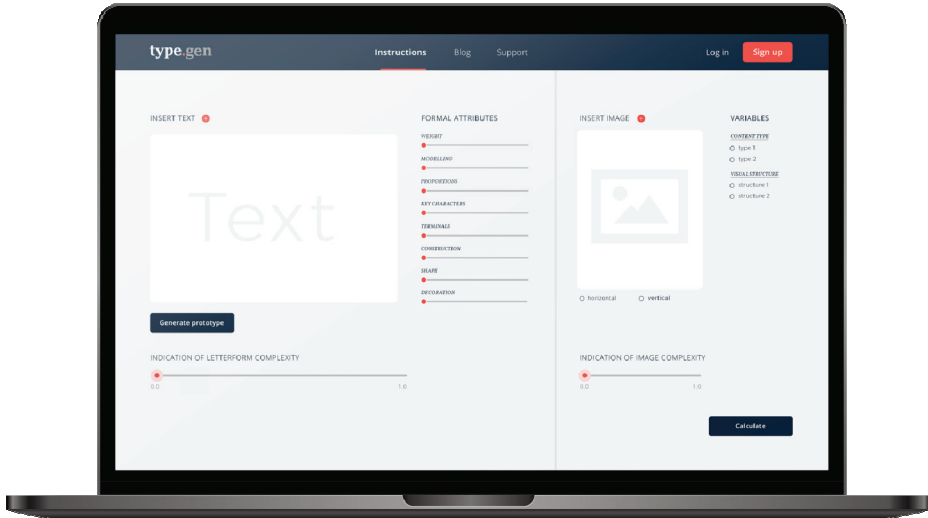 type.gen
Instructions
Blog
Support
Log in
Sign up
INSERT TEXT
Text
Generate prototype
FORMAL ATTRIBUTES
WEIGHT
MODELLING
PROPORTIONS
KEY CHARACTERS
TERMINALS
CONSTRUCTION
SHAPE
DECORATION
INDICATION OF LETTERFORM COMPLEXITY
0.0 1.0
INSERT IMAGE
horizontal vertical
VARIABLES
CONTENT TYPE
type 1
type 2
VISUAL STRUCTURE
structure 1
structure 2
INDICATION OF IMAGE COMPLEXITY
0.0 1.0
Calculate